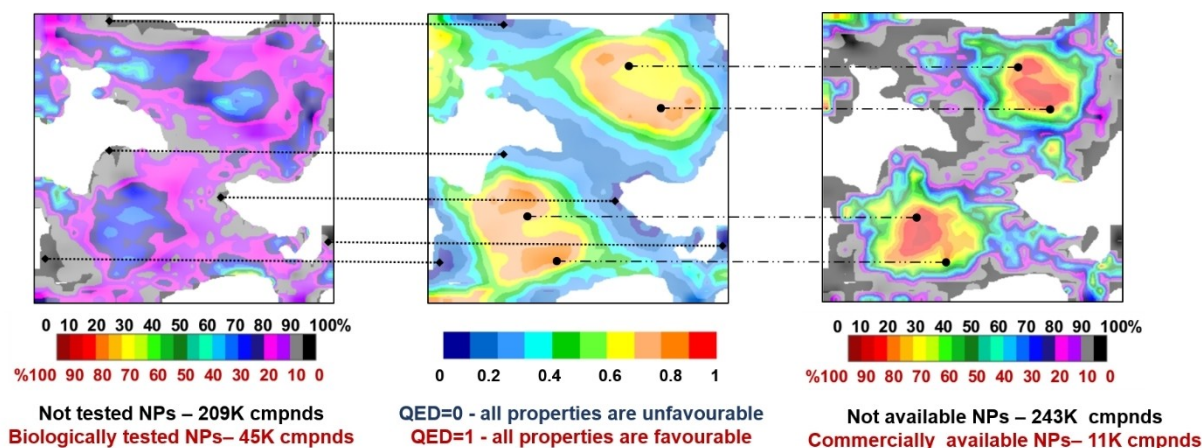 0 10 20 30 40 50 60 70 80 90 100%
%100 90 80 70 60 50 40 30 20 10 0
Not tested NPs – 209K cmpnds
Biologically tested NPs– 45K cmpnds
0 0.2 0.4 0.6 0.8 1
QED=0 - all properties are unfavourable
QED=1 - all properties are favourable
0 10 20 30 40 50 60 70 80 90 100%
%100 90 80 70 60 50 40 30 20 10 0
Not available NPs – 243K cmpnds
Commercially available NPs – 11K cmpnds